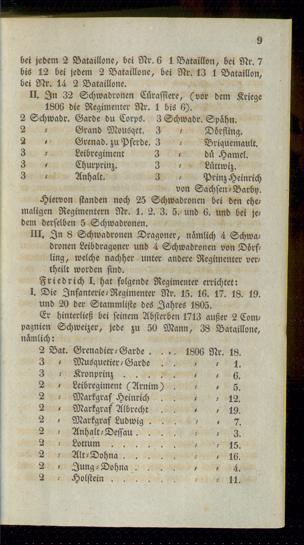 9
bei jedem 2 Bataillone, bei Nr. 6 1 Bataillon, bei Nr. 7
bis 12 bei jedem 2 Bataillone, bei Nr. 13 1 Bataillon,
bei Nr. 14 2 Bataillone.
II. In 32 Schwadronen Cürassiere, (vor dem Kriege
1806 die Regimenter Nr. 1 bis 6).
2 Schwadr. Garde du Corps. 3 Schwadr. Spähn.
2 〃 Grand Mousqet. 3 〃 Dörfling.
2 〃 Grenad. zu Pferde. 3 〃 Briquemault.
3 〃 Leibregiment 3 〃 dü Hamel.
3 〃 Churprinz. 3 〃 Lüttwiz.
3 〃 Anhalt. 3 〃 Prinz Heinrich
von Sachsen-Barby.
Hiervon standen noch 25 Schwadronen bei den ehe-
maligen Regimentern Nr. 1. 2. 3. 5. und 6. und bei je-
dem derselben 5 Schwadronen.
III. In 8 Schwadronen Dragoner, nämlich 4 Schwa-
dronen Leibdragoner und 4 Schwadronen von Dörf-
ling, welche nachher unter andere Regimenter ver-
theilt worden sind.
Friedrich I. hat folgende Regimenter errichtet:
I. Die Infanterie-Regimenter Nr. 15. 16. 17. 18. 19.
und 20 der Stammliste des Jahres 1805.
Er hinterließ bei seinem Absterben 1713 außer 2 Com-
pagnien Schweizer, jede zu 50 Mann, 38 Bataillone,
nämlich:
2 Bat. Grenadier-Garde . . . . 1806 Nr. 18.
3 〃 Musquetier-Garde . . . . 〃 〃 1.
3 〃 Kronprinz . . . . 〃 〃 6.
2 〃 Leibregiment (Arnim) . . . 〃 〃 5.
2 〃 Markgraf Heinrich . . . . 〃 〃 12.
2 〃 Markgraf Albrecht . . . . 〃 〃 19.
2 〃 Markgraf Ludwig . . . . 〃 〃 7.
2 〃 Anhalt-Dessau . . . . 〃 〃 3.
2 〃 Lottum . . . . 〃 〃 15.
2 〃 Alt-Dohna . . . . 〃 〃 16.
2 〃 Jung-Dohna . . . . 〃 〃 4.
2 〃 Holstein . . . . 〃 〃 11.